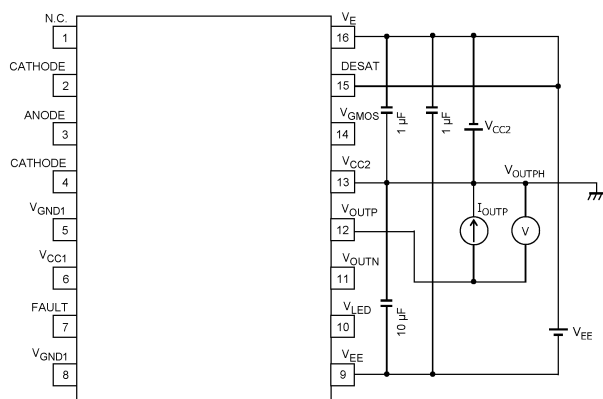 N.C.
1
CATHODE
2
ANODE
3
CATHODE
4
VGND1
5
VCC1
6
FAULT
7
VGND1
8
VE
16
DESAT
15
VGMOS
14
VCC2
13
VOUTP
12
VOUTN
11
VLED
10
VEE
9
1 µF
1 µF
VCC2
VOUTPH
IOUTP
V
10 µF
VEE